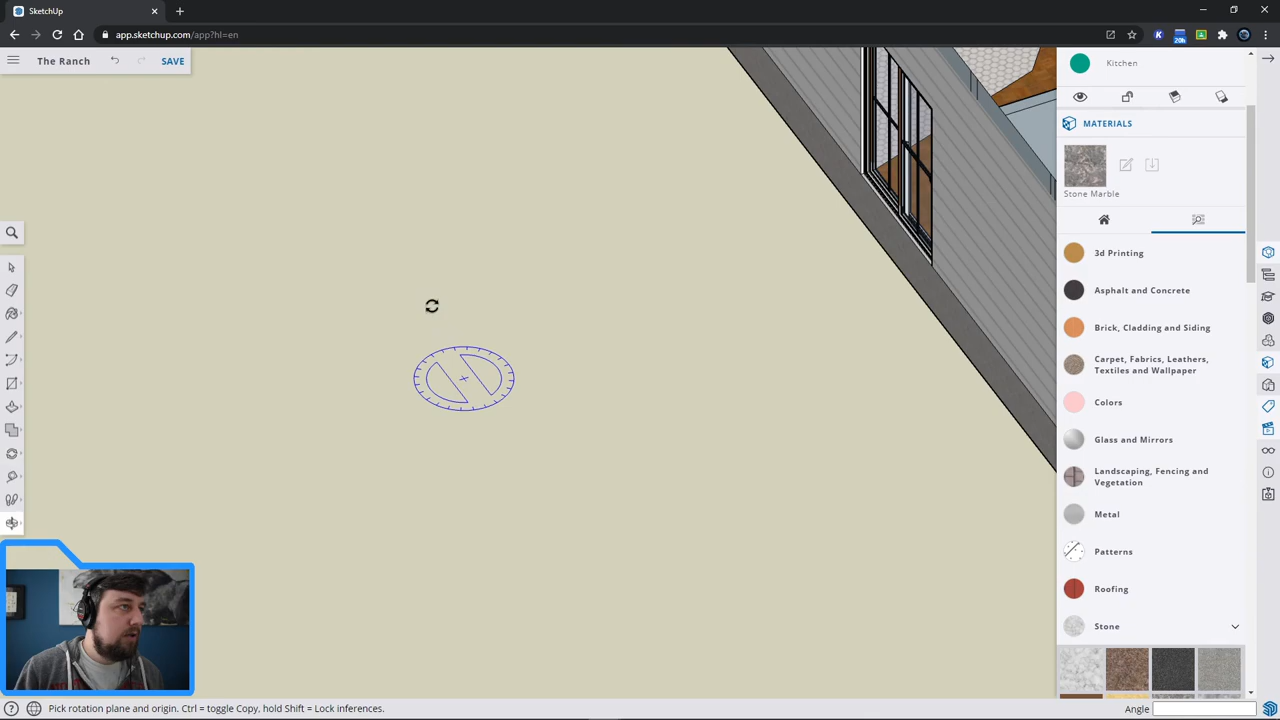 SketchUp
app.sketchup.com/app?hl=en
20h
The Ranch
SAVE
Kitchen
MATERIALS
Stone Marble
3d Printing
Asphalt and Concrete
Brick, Cladding and Siding
Carpet, Fabrics, Leathers,
Textiles and Wallpaper
Colors
Glass and Mirrors
Landscaping, Fencing and
Vegetation
Metal
Patterns
Roofing
Stone
Pick rotation plane and origin. Ctrl = toggle Copy, hold Shift = Lock inferences.
Angle